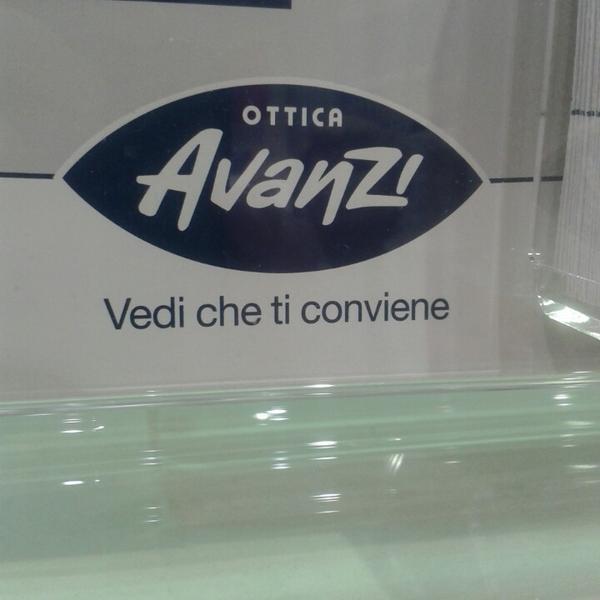 OTTICA
Avanzi
Vedi che ti conviene